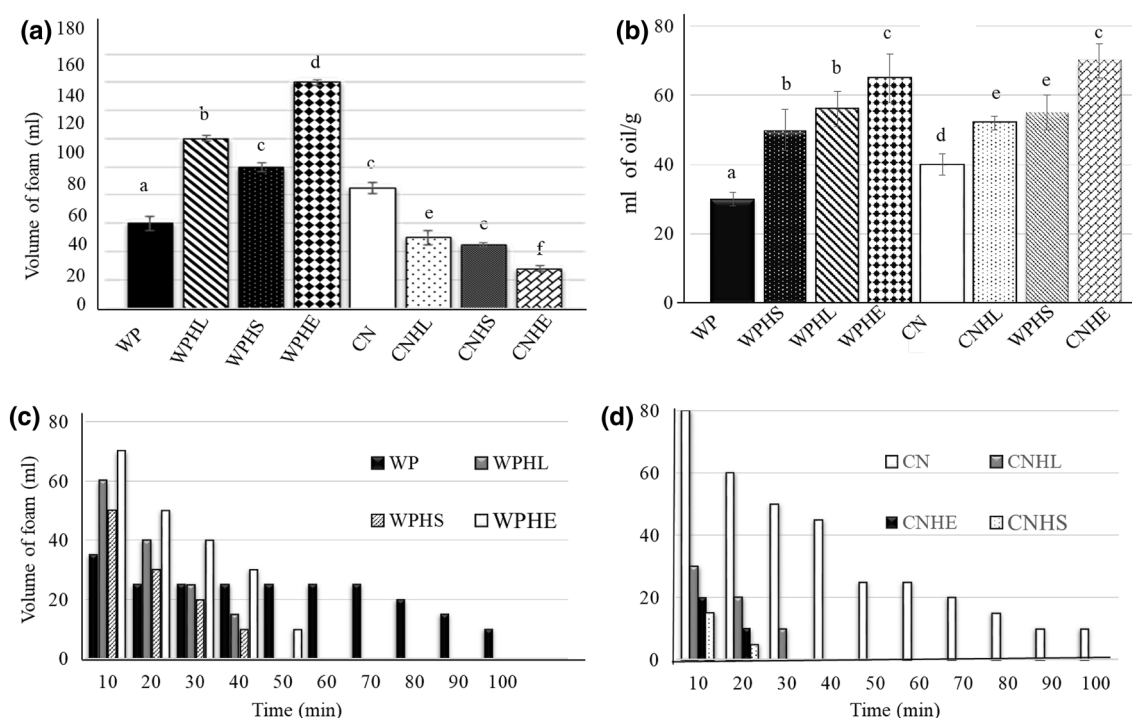 (a)
180
160
140
120
100
80
60
40
20
0
Volume of foam (ml)
a
b
c
d
c
e
c
f
WP
WPHL
WPHS
WPHE
CN
CNHL
CNHS
CNHE
(b)
80
60
40
20
0
ml of oil/g
a
b
b
c
d
e
e
c
WP
WPHS
WPHL
WPHE
CN
CNHL
WPHS
CNHE
(c)
80
60
40
20
0
Volume of foam (ml)
WP WPHL
WPHS WPHE
10 20 30 40 50 60 70 80 90 100
Time (min)
(d)
80
60
40
20
0
CN CNHL
CNHE CNHS
10 20 30 40 50 60 70 80 90 100
Time (min)